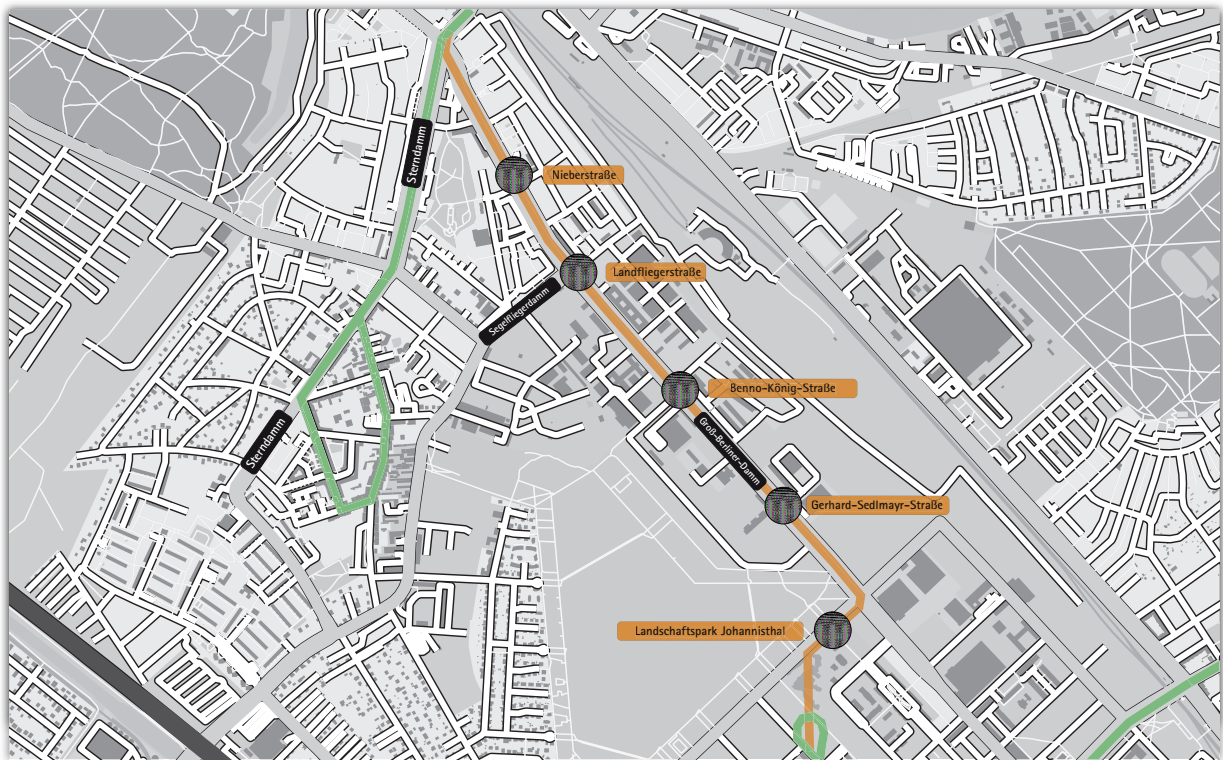 Sterndamm
Nieberstraße
Landfliegerstraße
Segelfliegerdamm
Benno-König-Straße
Sterndamm
Groß-Berliner-Damm
Gerhard-Sedlmayr-Straße
Landschaftspark Johannisthal